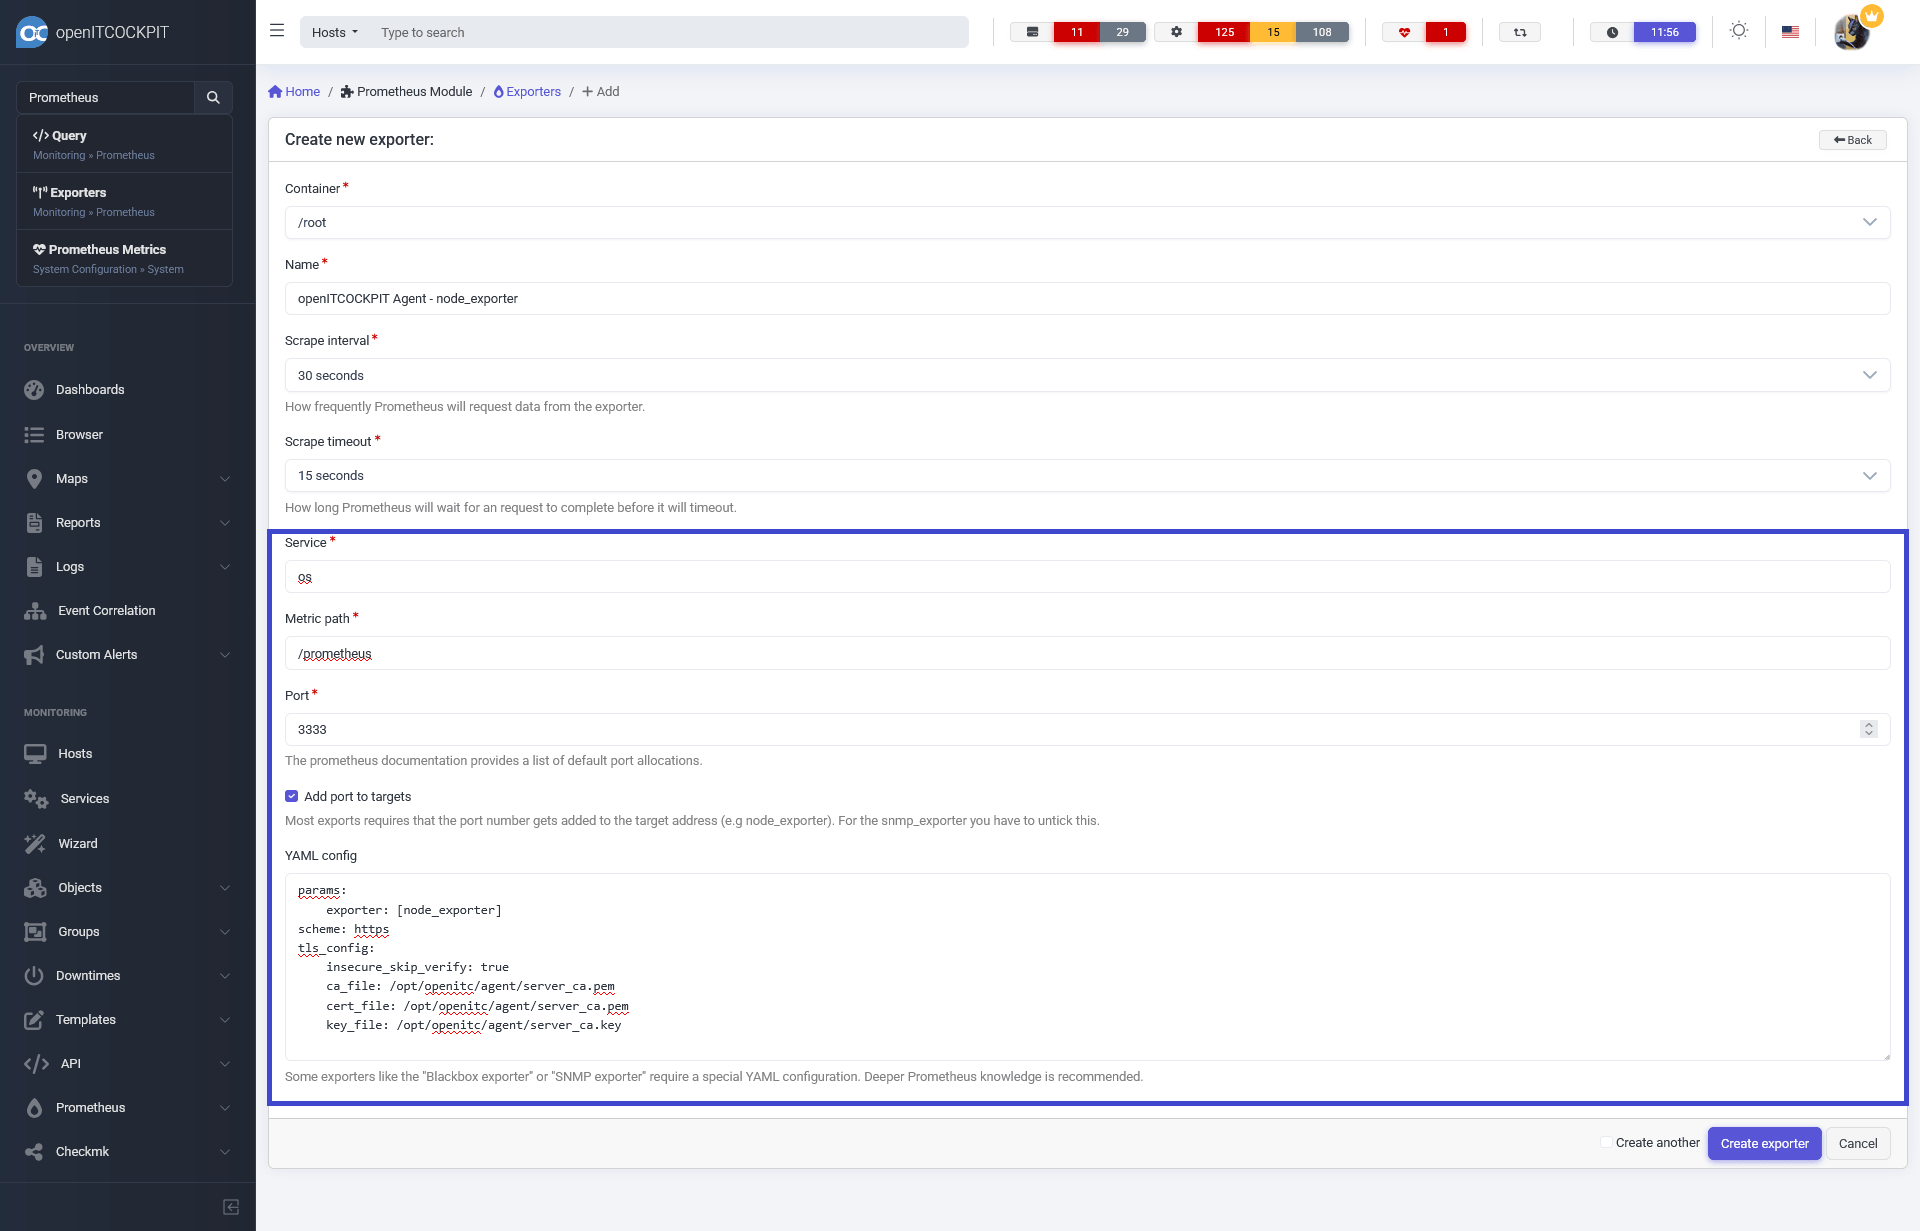 openITCOCKPIT
Prometheus
Query
Monitoring » Prometheus
Exporters
Monitoring » Prometheus
Prometheus Metrics
System Configuration » System
OVERVIEW
Dashboards
Browser
Maps
Reports
Logs
Event Correlation
Custom Alerts
MONITORING
Hosts
Services
Wizard
Objects
Groups
Downtimes
Templates
API
Prometheus
Checkmk
Hosts Type to search 11 29 125 15 108 1 11:56
Home / Prometheus Module / Exporters / + Add
Create new exporter: Back
Container *
/root
Name *
openITCOCKPIT Agent - node_exporter
Scrape interval *
30 seconds
How frequently Prometheus will request data from the exporter.
Scrape timeout *
15 seconds
How long Prometheus will wait for an request to complete before it will timeout.
Service *
os
Metric path *
/prometheus
Port *
3333
The prometheus documentation provides a list of default port allocations.
Add port to targets
Most exports requires that the port number gets added to the target address (e.g node_exporter). For the snmp_exporter you have to untick this.
YAML config
params:
    exporter: [node_exporter]
scheme: https
tls_config:
    insecure_skip_verify: true
    ca_file: /opt/openitc/agent/server_ca.pem
    cert_file: /opt/openitc/agent/server_ca.pem
    key_file: /opt/openitc/agent/server_ca.key
Some exporters like the "Blackbox exporter" or "SNMP exporter" require a special YAML configuration. Deeper Prometheus knowledge is recommended.
Create another Create exporter Cancel